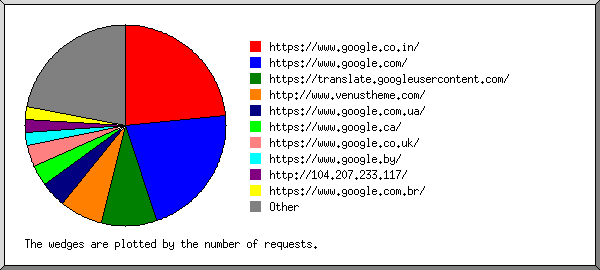 https://www.google.co.in/
https://www.google.com/
https://translate.googleusercontent.com/
http://www.venustheme.com/
https://www.google.com.ua/
https://www.google.ca/
https://www.google.co.uk/
https://www.google.by/
http://104.207.233.117/
https://www.google.com.br/
Other
The wedges are plotted by the number of requests.